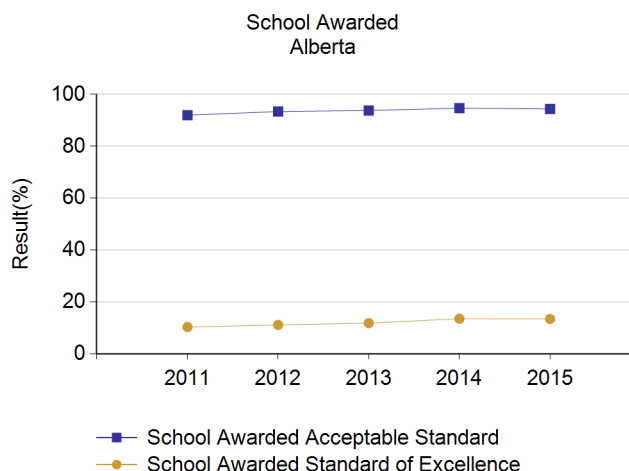 School Awarded
Alberta
Result(%)
100
80
60
40
20
0
2011 2012 2013 2014 2015
School Awarded Acceptable Standard
School Awarded Standard of Excellence